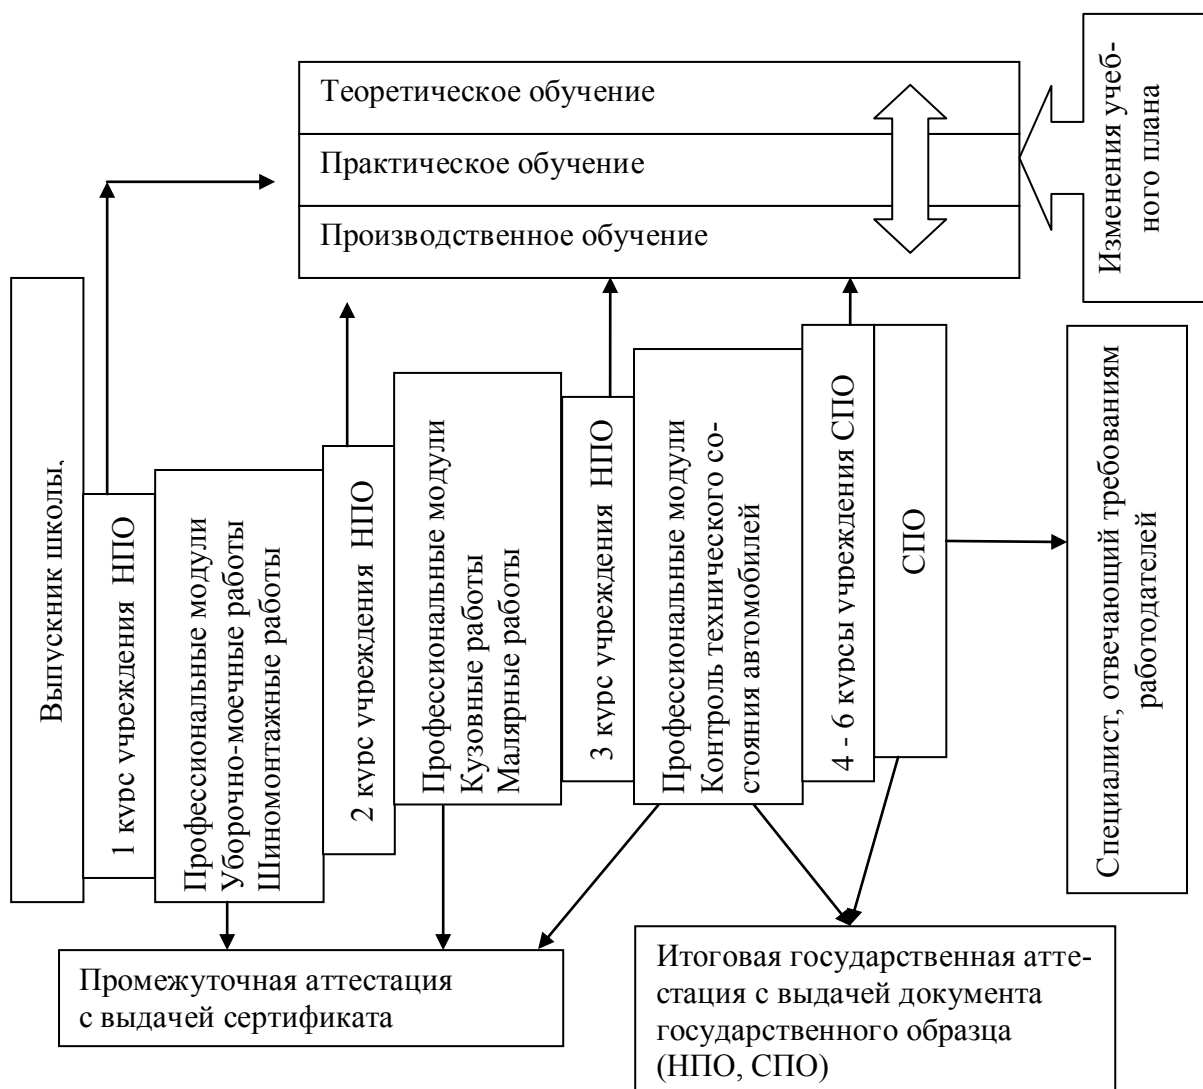 Теоретическое обучение
Практическое обучение
Производственное обучение
Изменения учеб-
ного плана
Выпускник школы,
1 курс учреждения НПО
Профессиональные модули
Уборочно-моечные работы
Шиномонтажные работы
2 курс учреждения НПО
Профессиональные модули
Кузовные работы
Малярные работы
3 курс учреждения НПО
Профессиональные модули
Контроль технического со-
стояния автомобилей
4 - 6 курсы учреждения СПО
СПО
Специалист, отвечающий требованиям
работодателей
Промежуточная аттестация
с выдачей сертификата
Итоговая государственная атте-
стация с выдачей документа
государственного образца
(НПО, СПО)